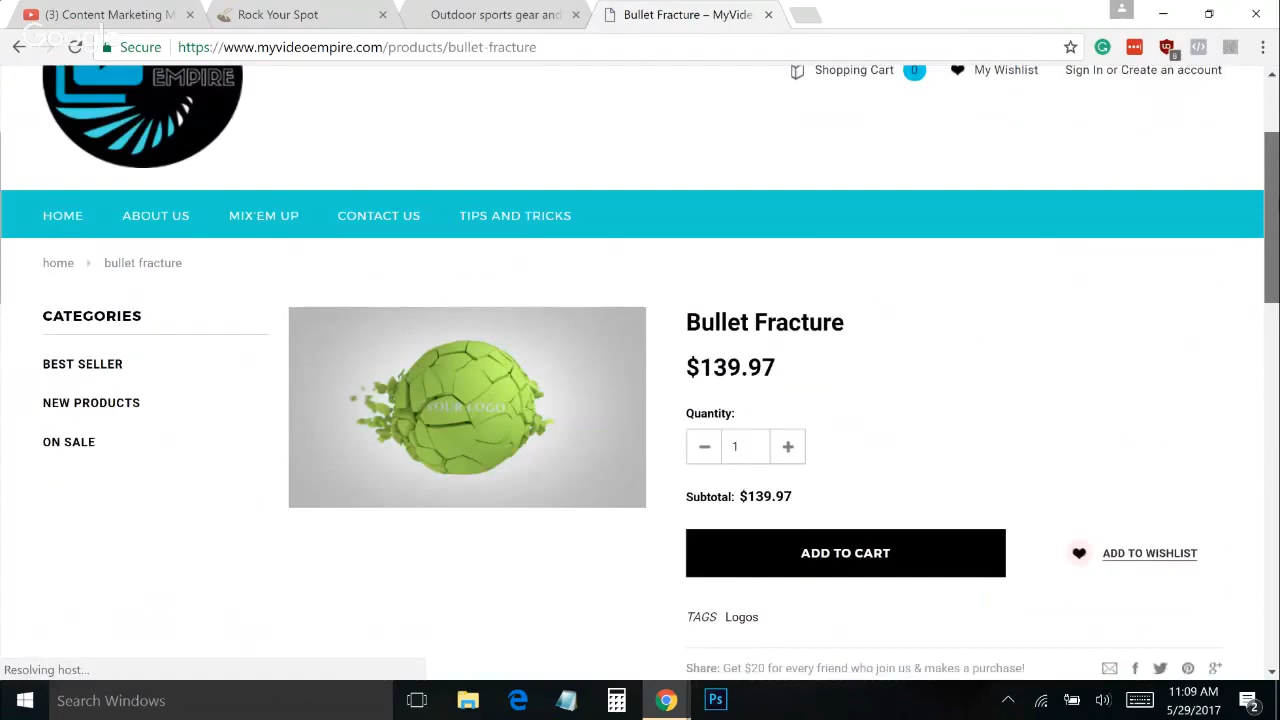 (3) Content Marketing M
Rock Your Spot
Outdoor sports gear and
Bullet Fracture – MyVide
Google
Secure
https://www.myvideoempire.com/products/bullet-fracture
8
EMPIRE
Shopping Cart 0
My Wishlist
Sign In or Create an account
HOME
ABOUT US
MIX'EM UP
CONTACT US
TIPS AND TRICKS
home
bullet fracture
CATEGORIES
BEST SELLER
NEW PRODUCTS
ON SALE
YOUR LOGO
Bullet Fracture
$139.97
Quantity:
1
Subtotal: $139.97
ADD TO CART
ADD TO WISHLIST
TAGS Logos
Share: Get $20 for every friend who join us & makes a purchase!
Resolving host...
Search Windows
Ps
11:09 AM
5/29/2017
2